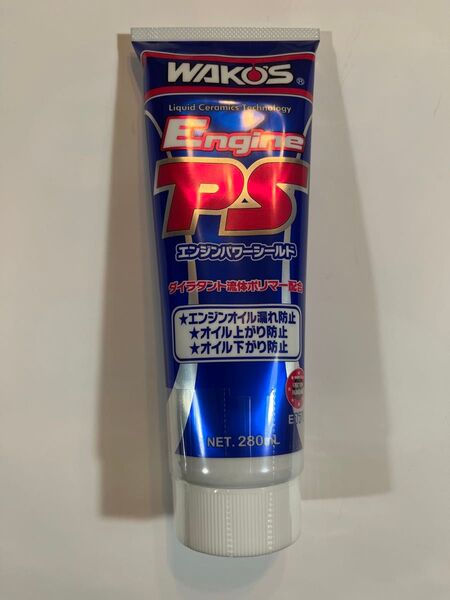 WAKO'S®
Liquid Ceramics Technology
Engine
PS
エンジンパワーシールド
ダイラタント流体ポリマー配合
★エンジンオイル漏れ防止
★オイル上がり防止
★オイル下がり防止
NET. 280mL